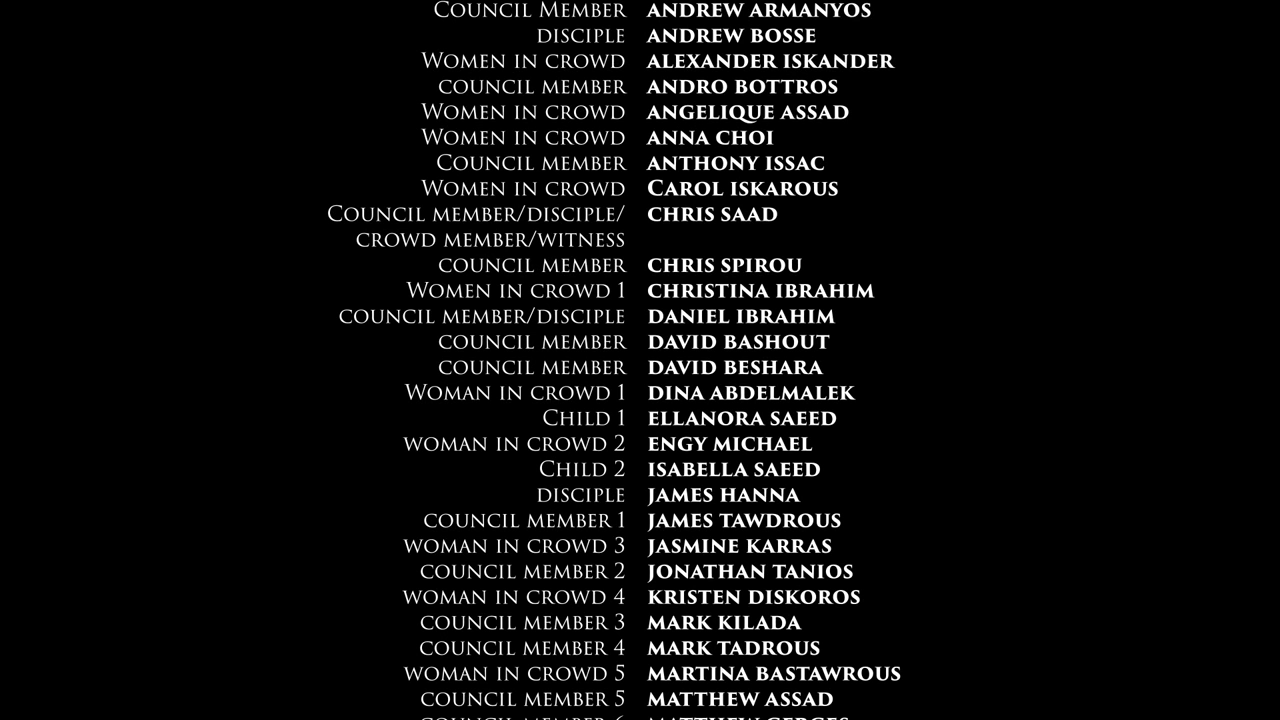 Council Member ANDREW ARMANYOS
disciple ANDREW BOSSE
Women in crowd ALEXANDER ISKANDER
council member ANDRO BOTTROS
Women in crowd ANGELIQUE ASSAD
Women in crowd ANNA CHOI
Council member ANTHONY ISSAC
Women in crowd Carol ISKAROUS
Council member/disciple/ CHRIS SAAD
crowd member/witness
council member CHRIS SPIROU
Women in crowd 1 CHRISTINA IBRAHIM
council member/disciple DANIEL IBRAHIM
council member DAVID BASHOUT
council member DAVID BESHARA
Woman in crowd 1 DINA ABDELMALEK
Child 1 ELLANORA SAEED
woman in crowd 2 ENGY MICHAEL
Child 2 ISABELLA SAEED
disciple JAMES HANNA
council member 1 JAMES TAWDROUS
woman in crowd 3 JASMINE KARRAS
council member 2 JONATHAN TANIOS
woman in crowd 4 KRISTEN DISKOROS
council member 3 MARK KILADA
council member 4 MARK TADROUS
woman in crowd 5 MARTINA BASTAWROUS
council member 5 MATTHEW ASSAD
council member 6 MATTHEW GERGES